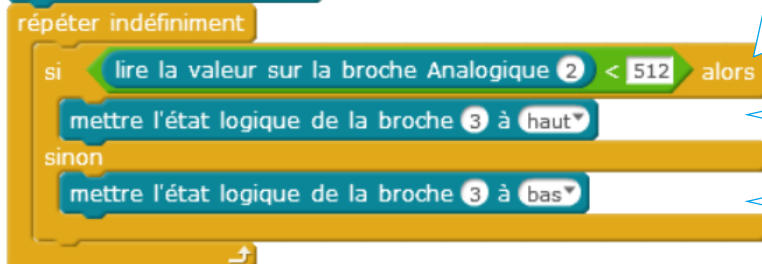 répéter indéfiniment
si lire la valeur sur la broche Analogique 2 < 512 alors
mettre l'état logique de la broche 3 à haut
sinon
mettre l'état logique de la broche 3 à bas